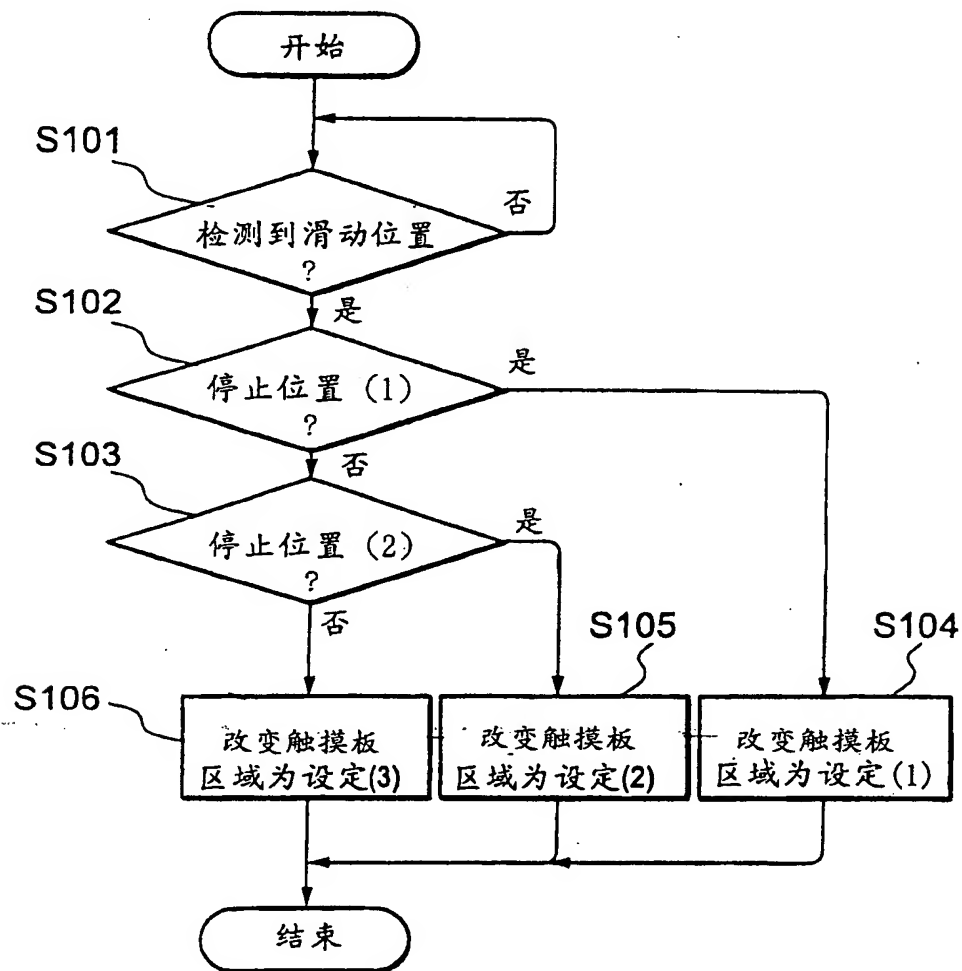 开始
S101
检测到滑动位置
?
否
是
S102
停止位置 (1)
?
是
否
S103
停止位置 (2)
?
是
否
S106
改变触摸板
区域为设定(3)
S105
改变触摸板
区域为设定(2)
S104
改变触摸板
区域为设定(1)
结束